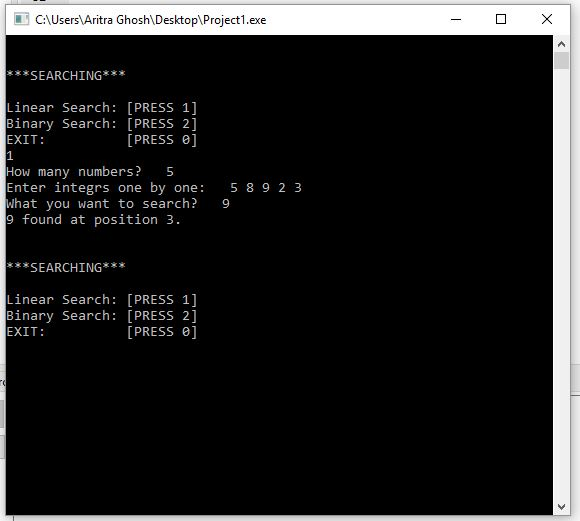 C:\Users\Aritra Ghosh\Desktop\Project1.exe
***SEARCHING***
Linear Search: [PRESS 1]
Binary Search: [PRESS 2]
EXIT:          [PRESS 0]
1
How many numbers?   5
Enter integrs one by one:   5 8 9 2 3
What you want to search?   9
9 found at position 3.
***SEARCHING***
Linear Search: [PRESS 1]
Binary Search: [PRESS 2]
EXIT:          [PRESS 0]